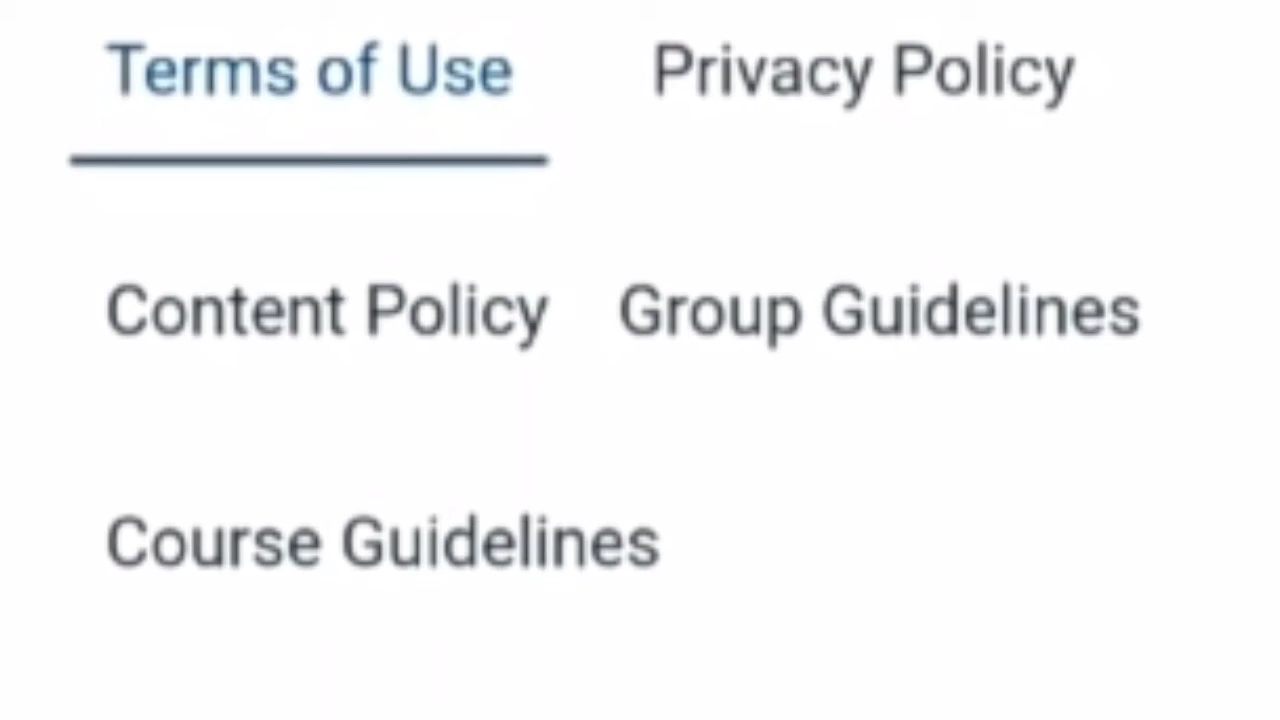 Terms of Use Privacy Policy
Content Policy Group Guidelines
Course Guidelines